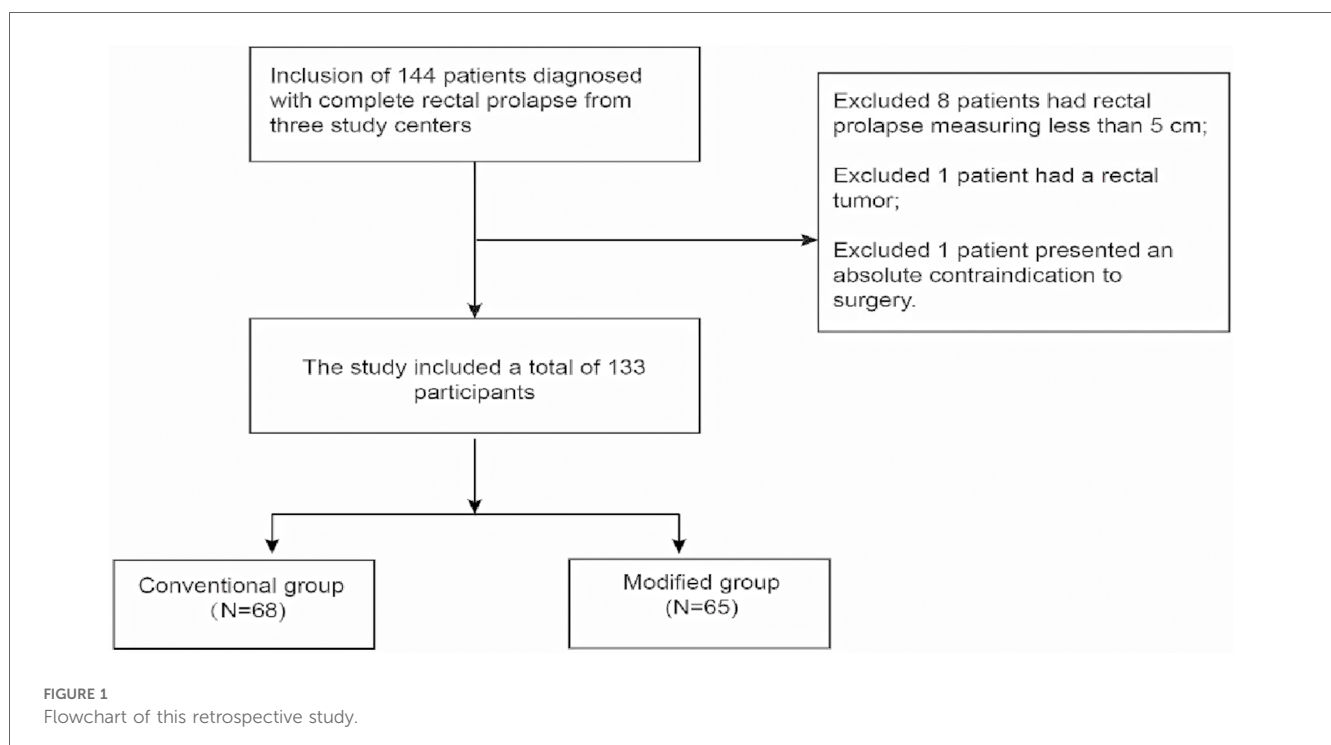 Inclusion of 144 patients diagnosed
with complete rectal prolapse from
three study centers
Excluded 8 patients had rectal
prolapse measuring less than 5 cm;
Excluded 1 patient had a rectal
tumor;
Excluded 1 patient presented an
absolute contraindication to
surgery.
The study included a total of 133
participants
Conventional group
(N=68)
Modified group
(N=65)
FIGURE 1
Flowchart of this retrospective study.